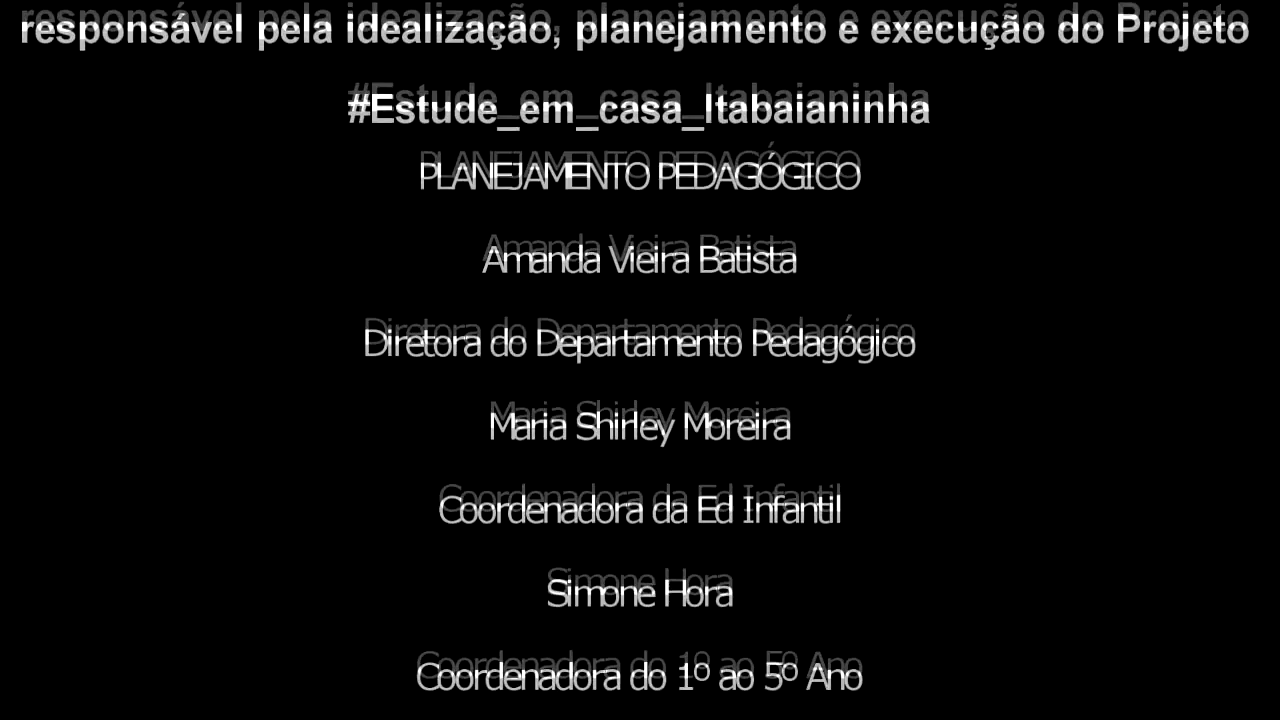 responsável pela idealização, planejamento e execução do Projeto
#Estude_em_casa_Itabaianinha
PLANEJAMENTO PEDAGÓGICO
Amanda Vieira Batista
Diretora do Departamento Pedagógico
Maria Shirley Moreira
Coordenadora da Ed Infantil
Simone Hora
Coordenadora do 1º ao 5º Ano